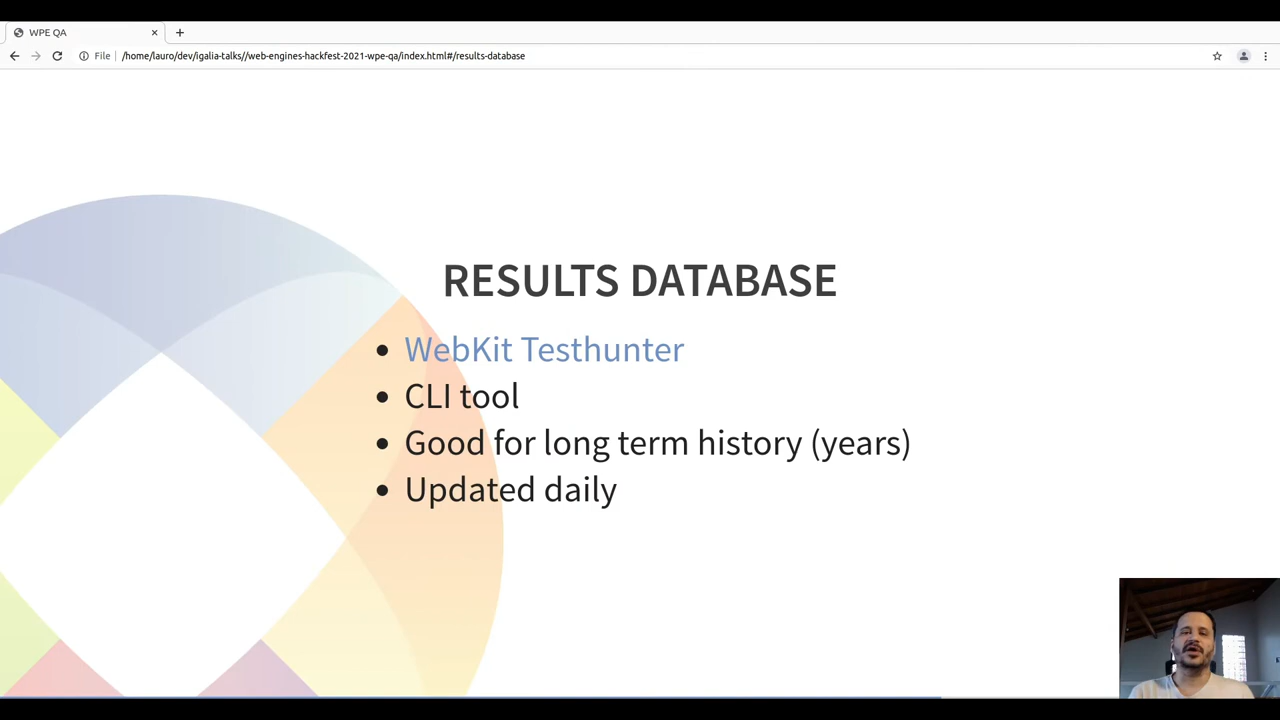 WPE QA
File
/home/lauro/dev/igalia-talks//web-engines-hackfest-2021-wpe-qa/index.html#/results-database
RESULTS DATABASE
WebKit Testhunter
CLI tool
Good for long term history (years)
Updated daily